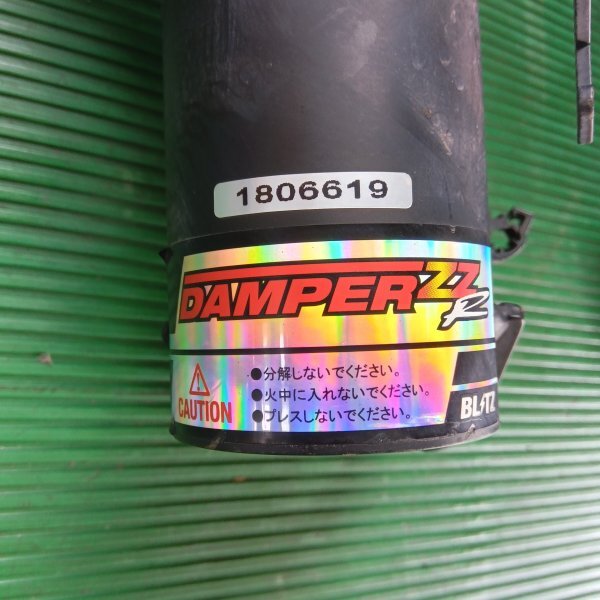 1806619
DAMPER ZZ R
●分解しないでください。
●火中に入れないでください。
●プレスしないでください。
CAUTION
BLITZ